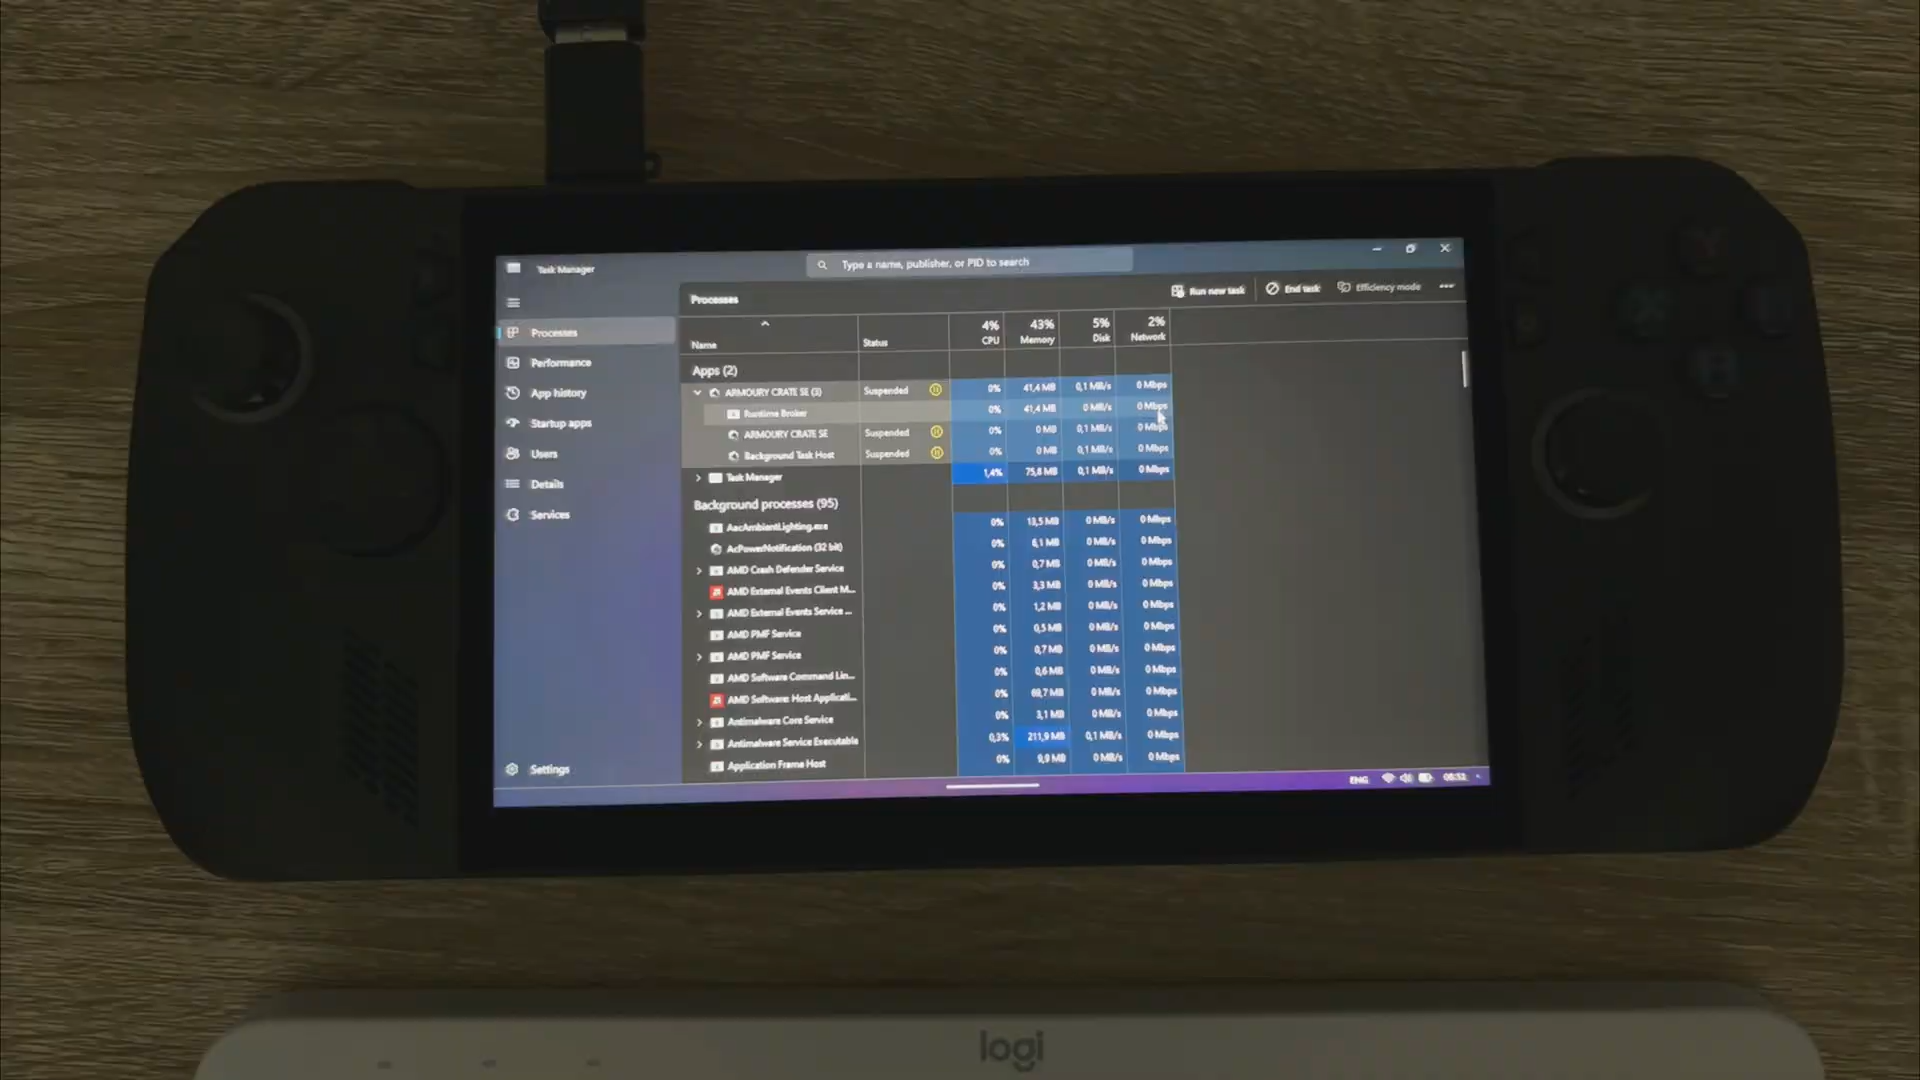 Task Manager
Type a name, publisher, or PID to search
Processes
Run new task
End task
Efficiency mode
Processes
Performance
App history
Startup apps
Users
Details
Services
Settings
Name Status 4% CPU 43% Memory 5% Disk 2% Network
Apps (2)
ARMOURY CRATE SE (3) Suspended 0% 41,4 MB 0,1 MB/s 0 Mbps
Runtime Broker 0% 41,4 MB 0 MB/s 0 Mbps
ARMOURY CRATE SE Suspended 0% 0 MB 0,1 MB/s 0 Mbps
Background Task Host Suspended 0% 0 MB 0,1 MB/s 0 Mbps
Task Manager 1,4% 75,8 MB 0,1 MB/s 0 Mbps
Background processes (95)
AacAmbientLighting.exe 0% 13,5 MB 0 MB/s 0 Mbps
AcPowerNotification (32 bit) 0% 6,1 MB 0 MB/s 0 Mbps
AMD Crash Defender Service 0% 0,7 MB 0 MB/s 0 Mbps
AMD External Events Client M... 0% 3,3 MB 0 MB/s 0 Mbps
AMD External Events Service ... 0% 1,2 MB 0 MB/s 0 Mbps
AMD PMF Service 0% 0,5 MB 0 MB/s 0 Mbps
AMD PMF Service 0% 0,7 MB 0 MB/s 0 Mbps
AMD Software Command Lin... 0% 0,6 MB 0 MB/s 0 Mbps
AMD Software: Host Applicati... 0% 69,7 MB 0 MB/s 0 Mbps
Antimalware Core Service 0% 3,1 MB 0 MB/s 0 Mbps
Antimalware Service Executable 0,3% 211,9 MB 0,1 MB/s 0 Mbps
Application Frame Host 0% 9,9 MB 0 MB/s 0 Mbps
ENG
logi